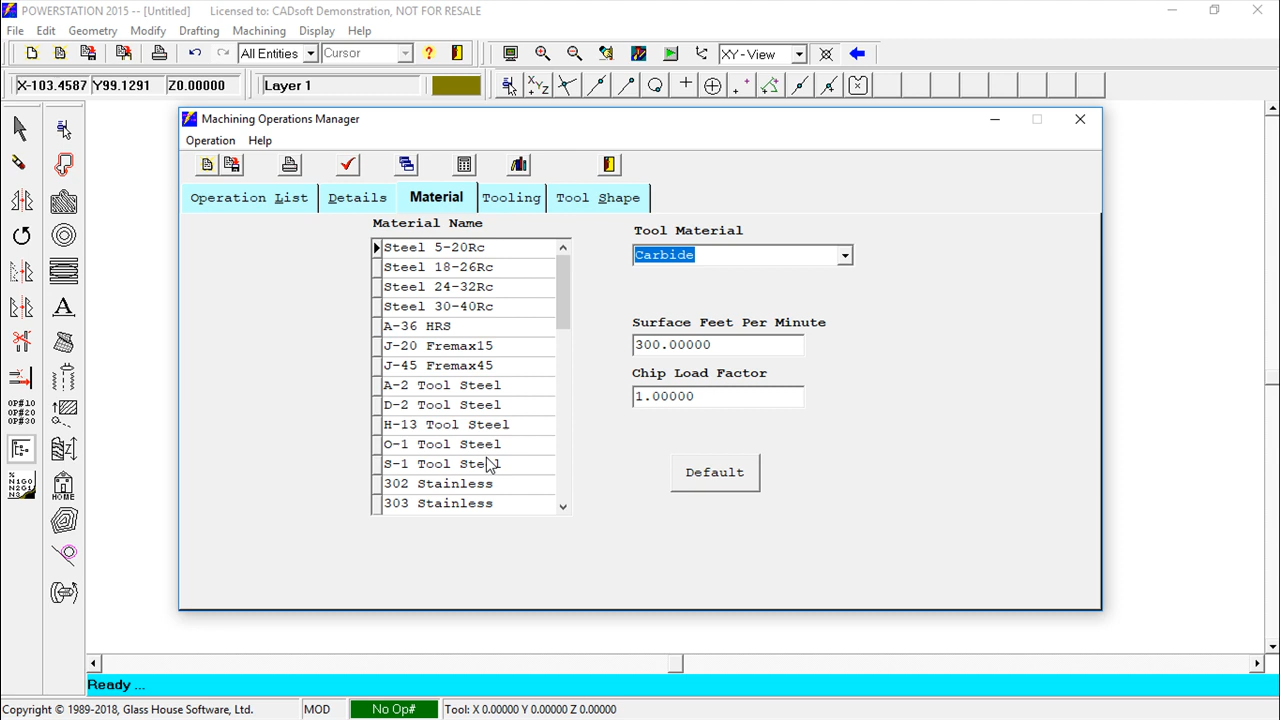 POWERSTATION 2015 -- [Untitled] Licensed to: CADsoft Demonstration, NOT FOR RESALE
File Edit Geometry Modify Drafting Machining Display Help
All Entities Cursor ? XY - View
X-103.4587 Y99.1291 Z0.00000 Layer 1 XYZ
Machining Operations Manager
Operation Help
Operation List Details Material Tooling Tool Shape
Material Name
Steel 5-20Rc
Steel 18-26Rc
Steel 24-32Rc
Steel 30-40Rc
A-36 HRS
J-20 Fremax15
J-45 Fremax45
A-2 Tool Steel
D-2 Tool Steel
H-13 Tool Steel
O-1 Tool Steel
S-1 Tool Steel
302 Stainless
303 Stainless
Tool Material
Carbide
Surface Feet Per Minute
300.00000
Chip Load Factor
1.00000
Default
A
OP#10
OP#20
OP#30
%
N1G0
N2G1
Ready ...
Copyright © 1989-2018, Glass House Software, Ltd. MOD No Op# Tool: X 0.00000 Y 0.00000 Z 0.00000